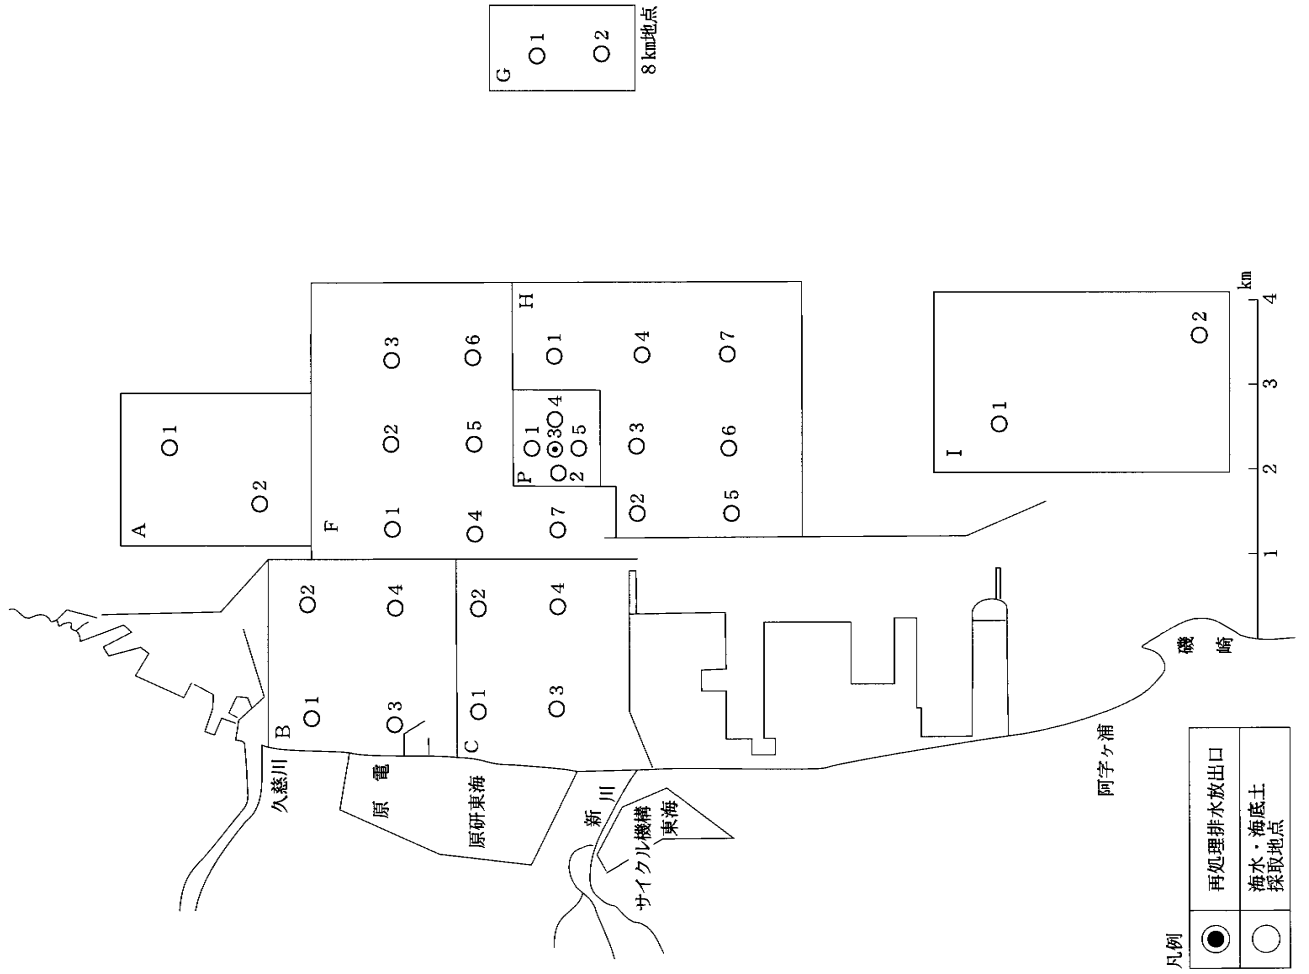 G
1
2
8 km地点
A
1
2
F
1
2
3
4
5
6
7
H
1
2
3
4
5
6
7
P
1
2
3
4
5
B
1
2
3
4
C
1
2
3
4
I
1
2
久慈川
原電
原研東海
新川
サイクル機構
東海
阿字ヶ浦
磯崎
1
2
3
4
km
凡例
再処理排水放出口
海水・海底土
採取地点